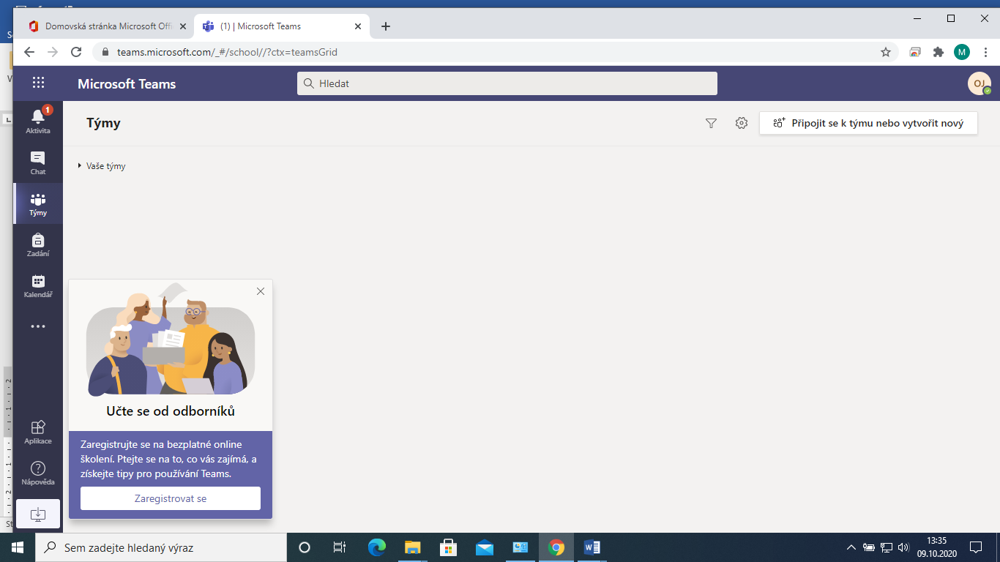 Domovská stránka Microsoft Offi
(1) | Microsoft Teams
teams.microsoft.com/_#/school//?ctx=teamsGrid
M
Microsoft Teams
Hledat
OJ
1
Aktivita
Chat
Týmy
Zadání
Kalendář
Aplikace
Nápověda
Týmy
Připojit se k týmu nebo vytvořit nový
Vaše týmy
Učte se od odborníků
Zaregistrujte se na bezplatné online
školení. Ptejte se na to, co vás zajímá, a
získejte tipy pro používání Teams.
Zaregistrovat se
Sem zadejte hledaný výraz
13:35
09.10.2020